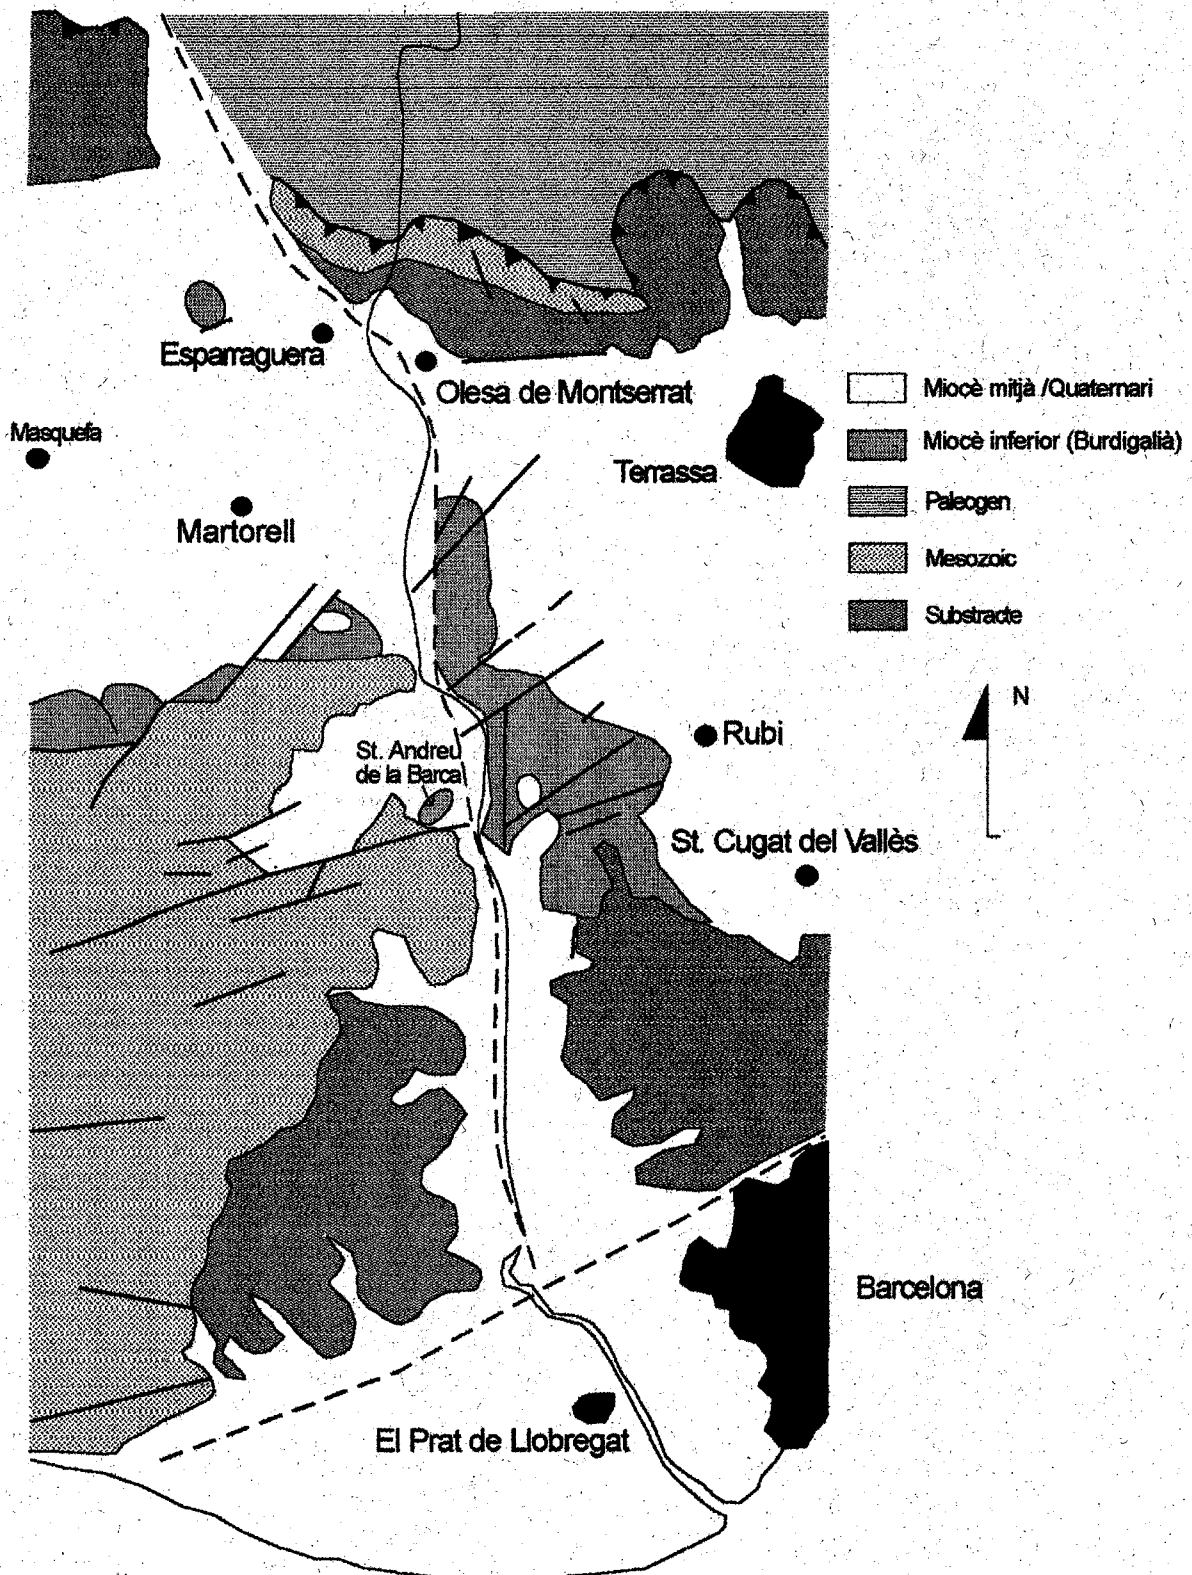 Esparraguera
Olesa de Montserrat
Masquefa
Terrassa
Martorell
Miocè mitjà /Quaternari
Miocè inferior (Burdigalià)
Paleogen
Mesozoic
Substracte
N
Rubi
St. Andreu
de la Barca
St. Cugat del Vallès
Barcelona
El Prat de Llobregat